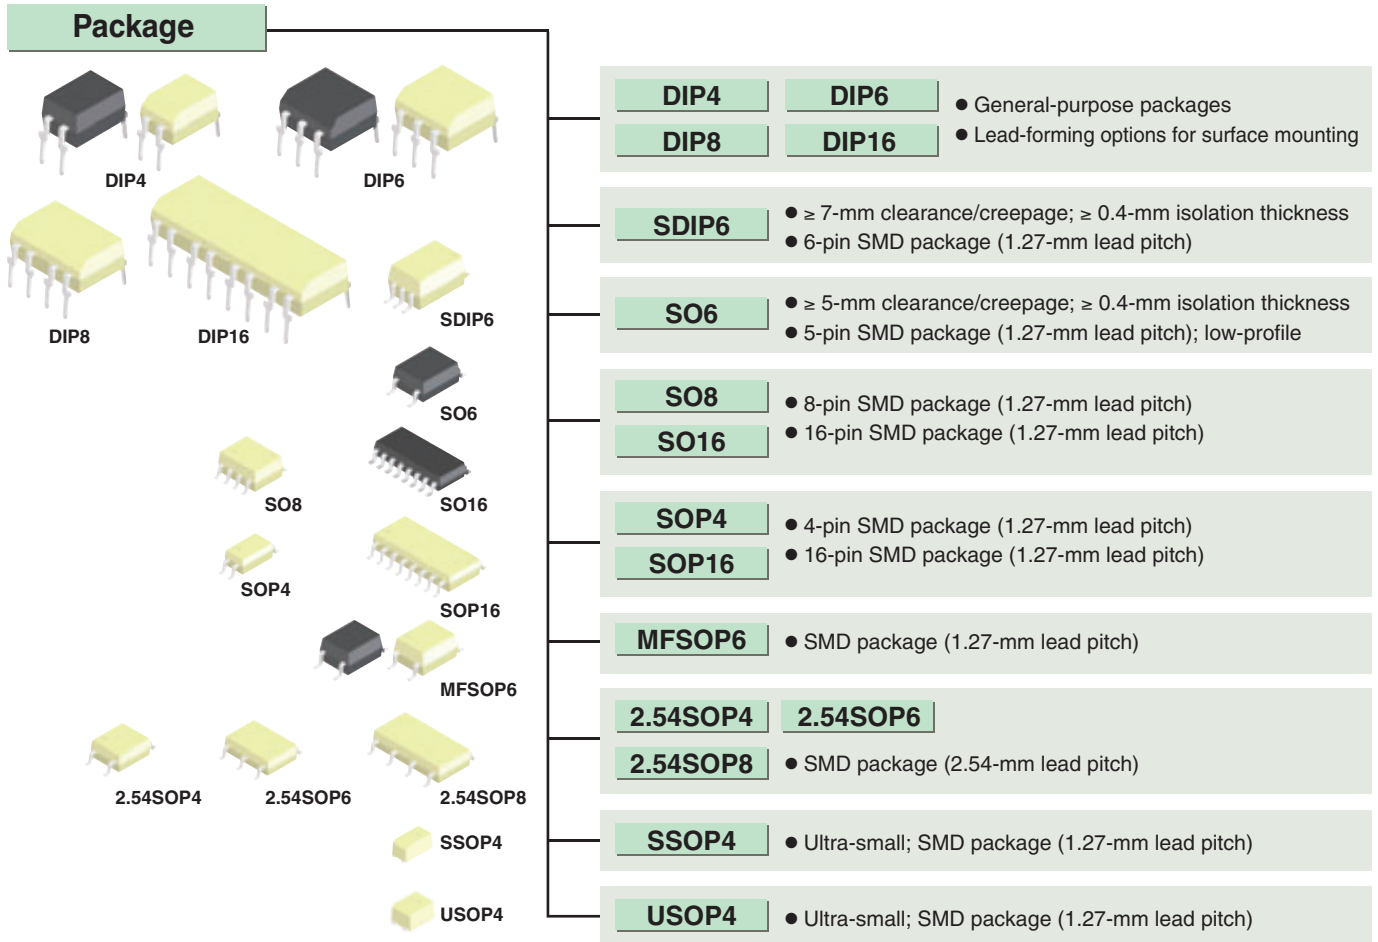 Package
DIP4
DIP6
DIP8
DIP16
SDIP6
SO6
SO8
SO16
SOP4
SOP16
MFSOP6
2.54SOP4
2.54SOP6
2.54SOP8
SSOP4
USOP4
DIP4 DIP6
DIP8 DIP16
● General-purpose packages
● Lead-forming options for surface mounting
SDIP6
● ≥ 7-mm clearance/creepage; ≥ 0.4-mm isolation thickness
● 6-pin SMD package (1.27-mm lead pitch)
SO6
● ≥ 5-mm clearance/creepage; ≥ 0.4-mm isolation thickness
● 5-pin SMD package (1.27-mm lead pitch); low-profile
SO8
SO16
● 8-pin SMD package (1.27-mm lead pitch)
● 16-pin SMD package (1.27-mm lead pitch)
SOP4
SOP16
● 4-pin SMD package (1.27-mm lead pitch)
● 16-pin SMD package (1.27-mm lead pitch)
MFSOP6
● SMD package (1.27-mm lead pitch)
2.54SOP4 2.54SOP6
2.54SOP8
● SMD package (2.54-mm lead pitch)
SSOP4
● Ultra-small; SMD package (1.27-mm lead pitch)
USOP4
● Ultra-small; SMD package (1.27-mm lead pitch)